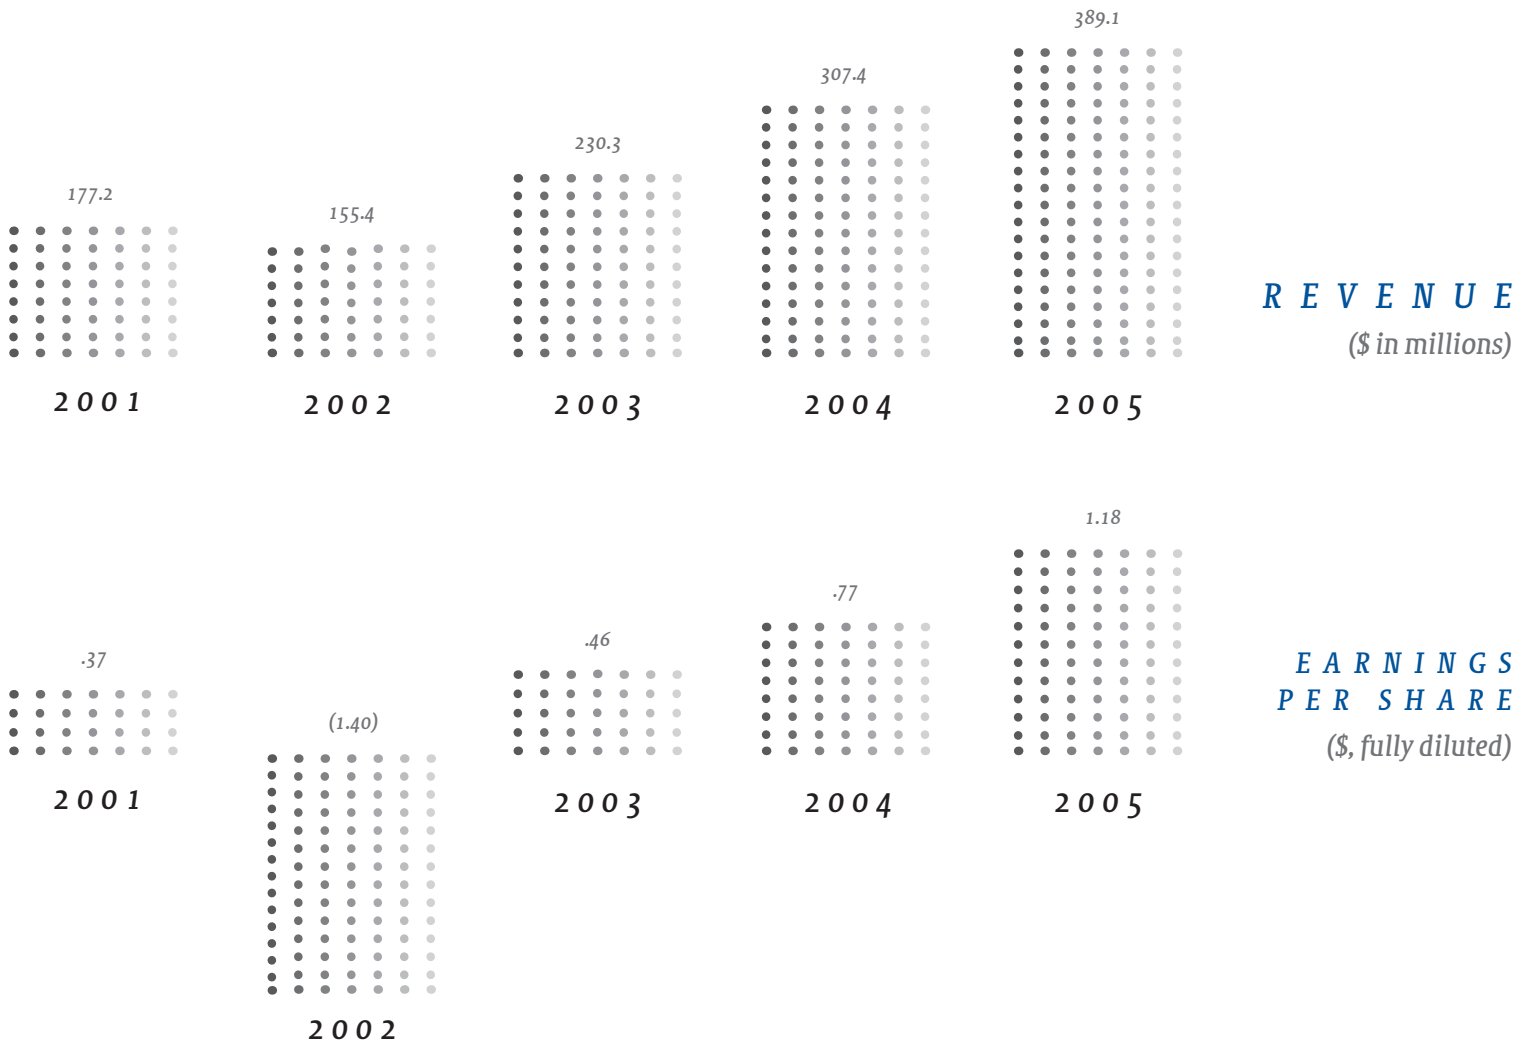 389.1
307.4
230.3
177.2
155.4
REVENUE
($ in millions)
2001 2002 2003 2004 2005
1.18
.77
.46
.37
EARNINGS
PER SHARE
(1.40)
($, fully diluted)
2001 2003 2004 2005
2002